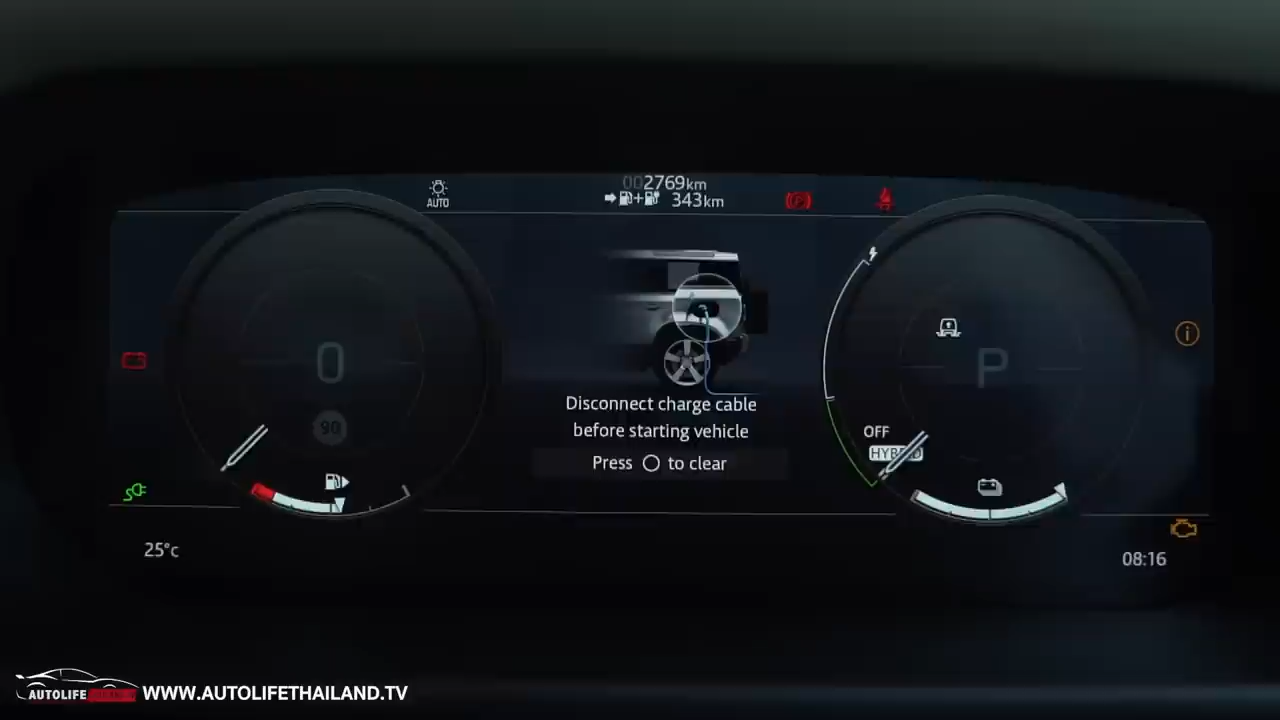 002769km
AUTO
343km
0
P
90
Disconnect charge cable
before starting vehicle
OFF
HYBRID
Press to clear
25°c
08:16
AUTOLIFE
WWW.AUTOLIFETHAILAND.TV